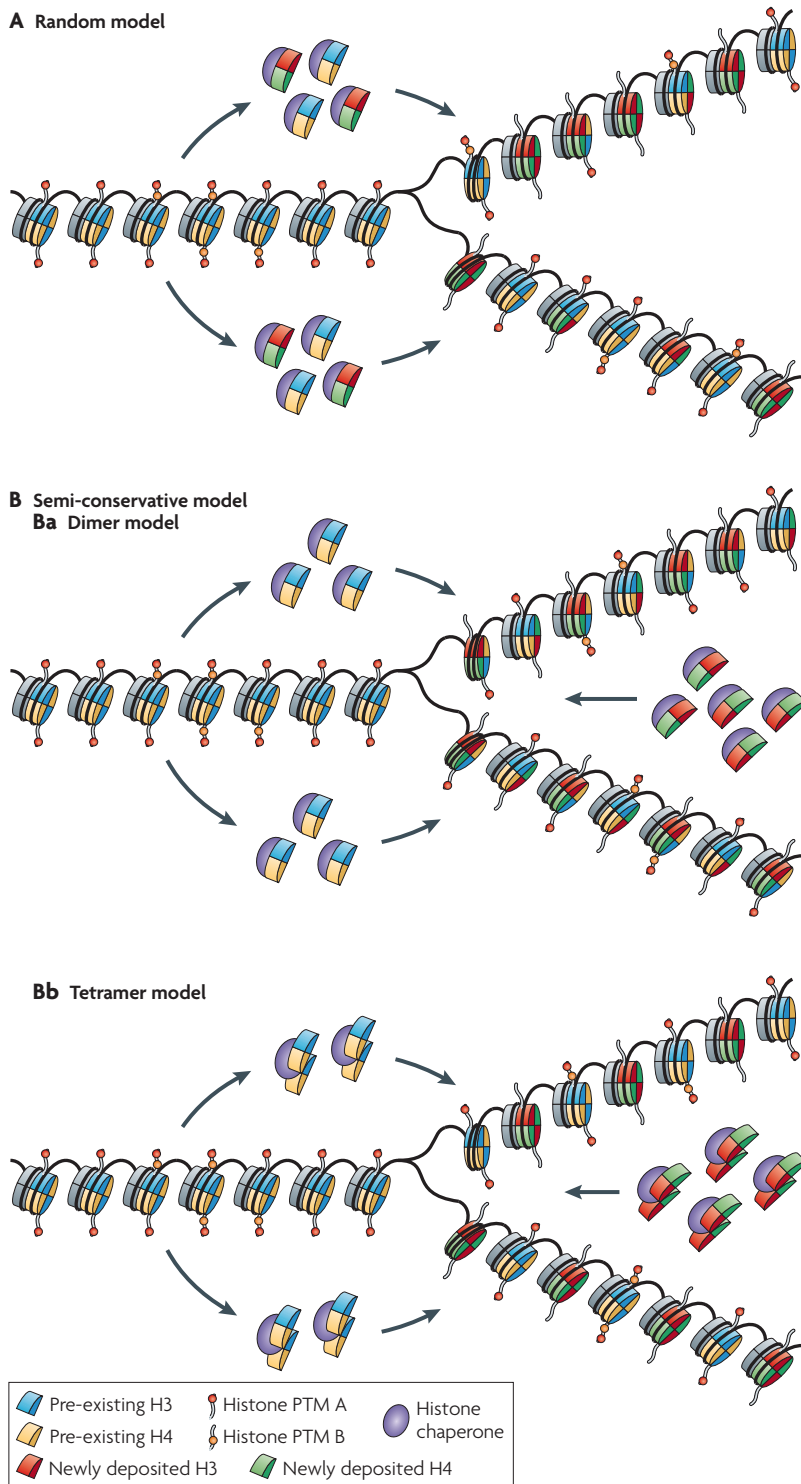 A Random model
B Semi-conservative model
Ba Dimer model
Bb Tetramer model
Pre-existing H3
Histone PTM A
Histone
chaperone
Pre-existing H4
Histone PTM B
Newly deposited H3
Newly deposited H4